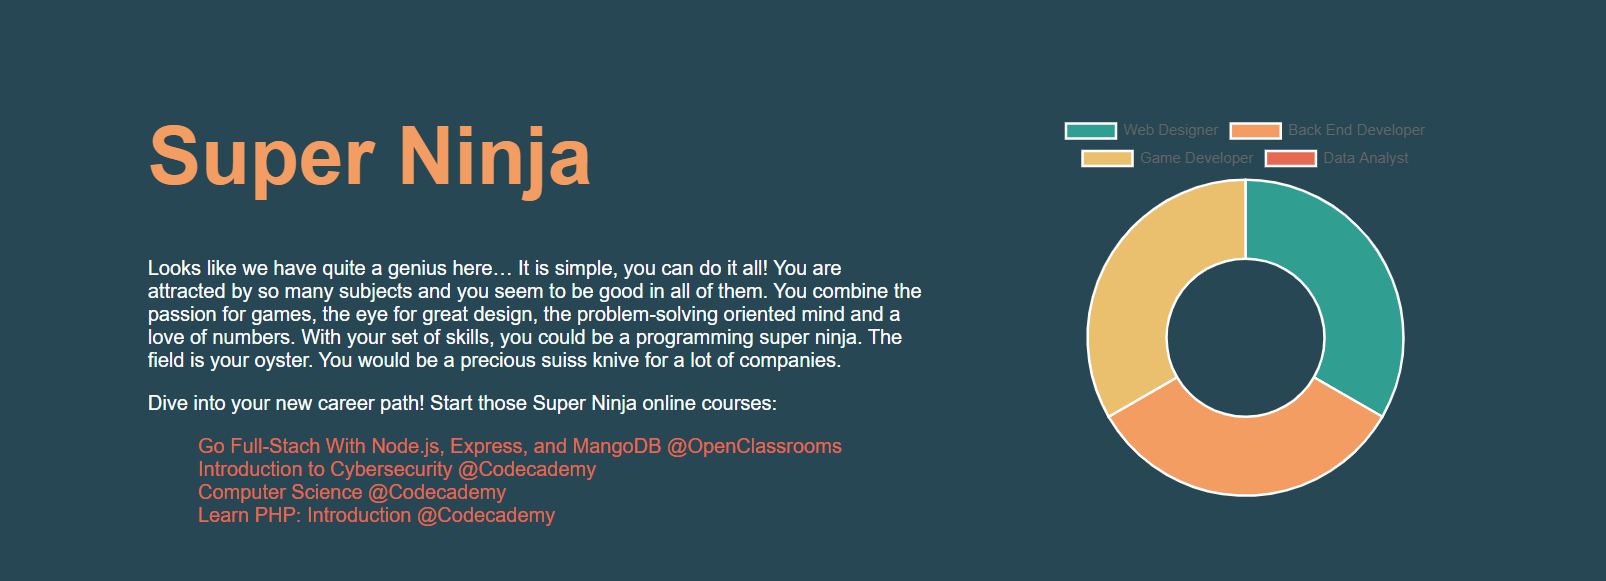 Super Ninja
Looks like we have quite a genius here… It is simple, you can do it all! You are
attracted by so many subjects and you seem to be good in all of them. You combine the
passion for games, the eye for great design, the problem-solving oriented mind and a
love of numbers. With your set of skills, you could be a programming super ninja. The
field is your oyster. You would be a precious suiss knive for a lot of companies.
Dive into your new career path! Start those Super Ninja online courses:
Go Full-Stach With Node.js, Express, and MangoDB @OpenClassrooms
Introduction to Cybersecurity @Codecademy
Computer Science @Codecademy
Learn PHP: Introduction @Codecademy
Web Designer Back End Developer
Game Developer Data Analyst